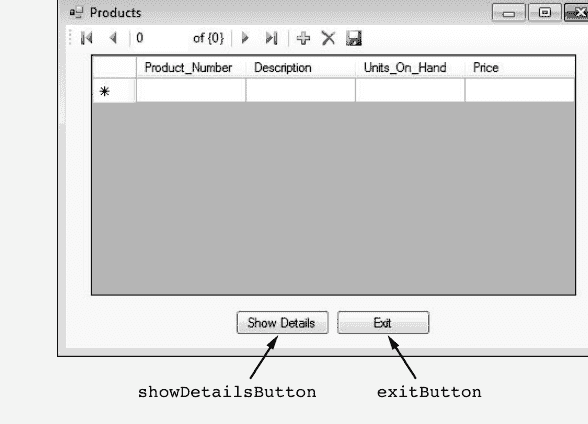 Products
0 of {0}
Product_Number Description Units_On_Hand Price
Show Details Exit
showDetailsButton exitButton